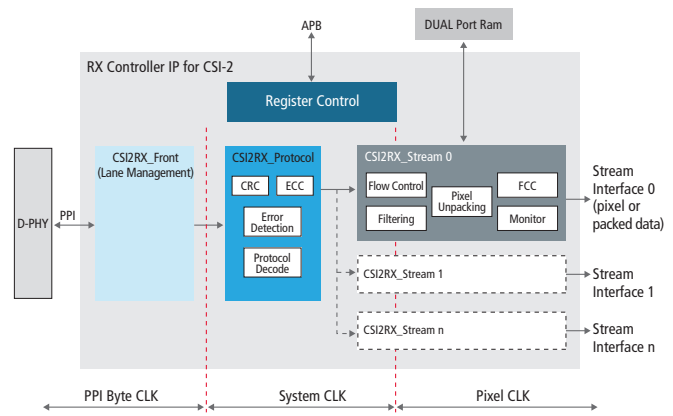 APB
DUAL Port Ram
RX Controller IP for CSI-2
Register Control
D-PHY
PPI
CSI2RX_Front
(Lane Management)
CSI2RX_Protocol
CRC
ECC
Error
Detection
Protocol
Decode
CSI2RX_Stream 0
Flow Control
Filtering
Pixel
Unpacking
FCC
Monitor
Stream
Interface 0
(pixel or
packed data)
CSI2RX_Stream 1
Stream
Interface 1
CSI2RX_Stream n
Stream
Interface n
PPI Byte CLK
System CLK
Pixel CLK